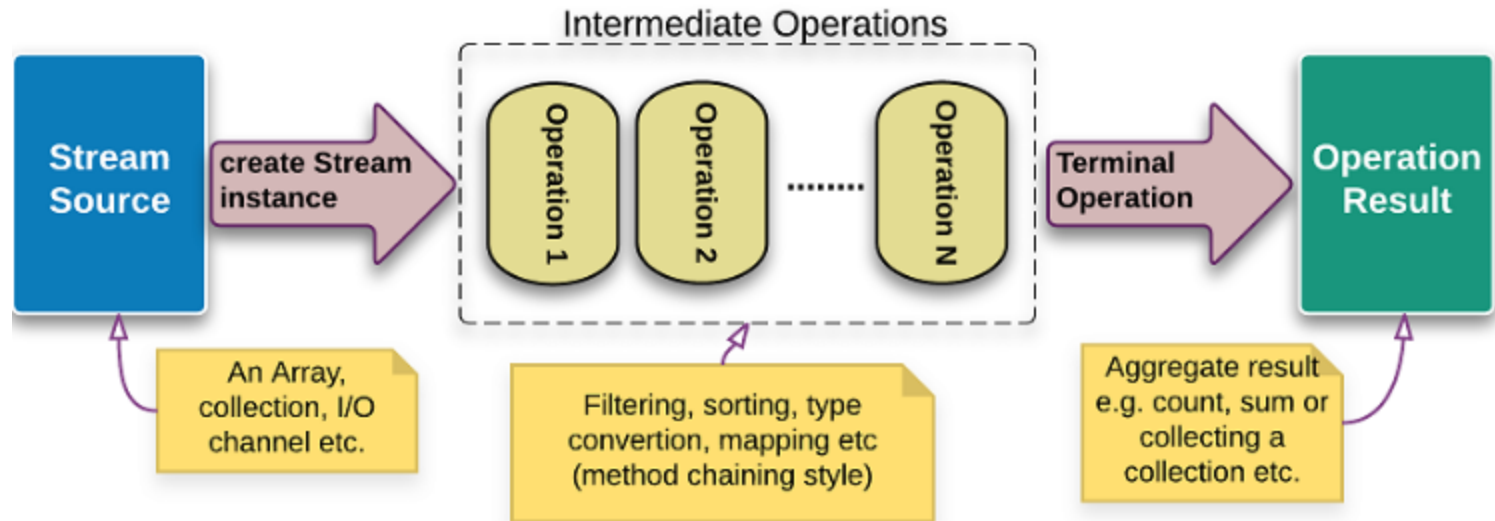 Intermediate Operations
Stream
Source
create Stream
instance
Operation 1
Operation 2
Operation N
Terminal
Operation
Operation
Result
An Array,
collection, I/O
channel etc.
Filtering, sorting, type
convertion, mapping etc
(method chaining style)
Aggregate result
e.g. count, sum or
collecting a
collection etc.